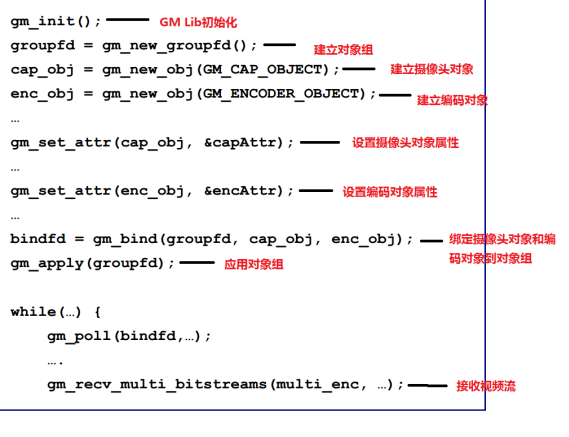 gm_init(); GM Lib初始化
groupfd = gm_new_groupfd(); 建立对象组
cap_obj = gm_new_obj(GM_CAP_OBJECT); 建立摄像头对象
enc_obj = gm_new_obj(GM_ENCODER_OBJECT); 建立编码对象
…
gm_set_attr(cap_obj, &capAttr); 设置摄像头对象属性
…
gm_set_attr(enc_obj, &encAttr); 设置编码对象属性
…
bindfd = gm_bind(groupfd, cap_obj, enc_obj); 绑定摄像头对象和编
码对象到对象组
gm_apply(groupfd); 应用对象组
while(…) {
gm_poll(bindfd,…);
….
gm_recv_multi_bitstreams(multi_enc, …); 接收视频流